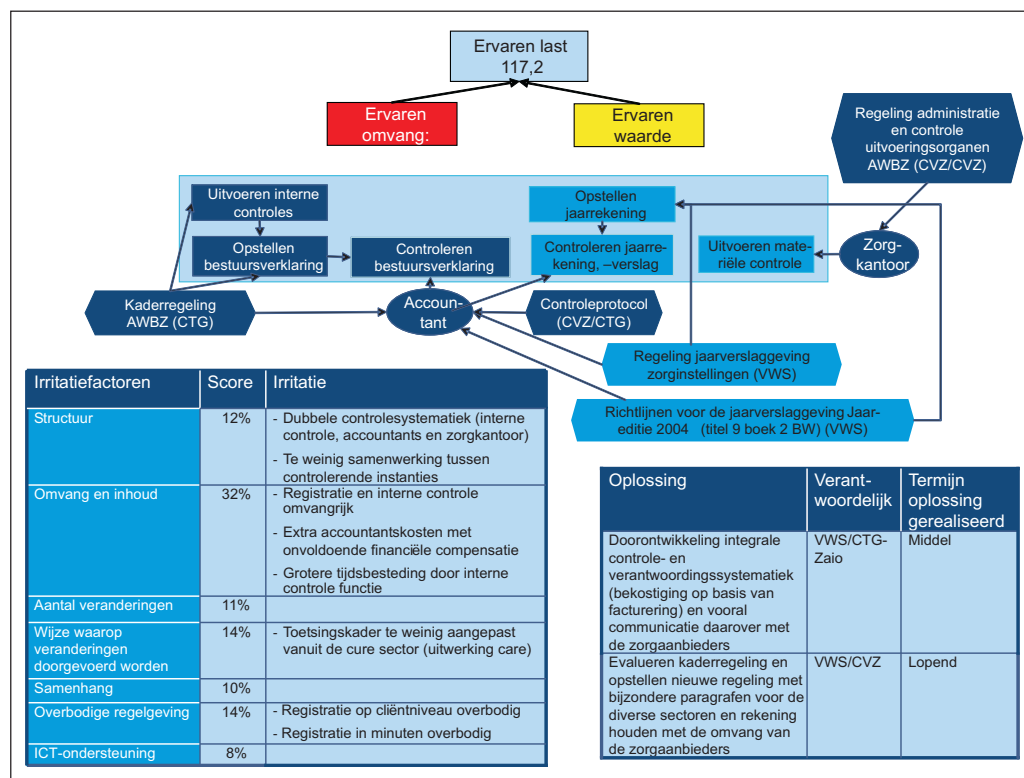 Ervaren last
117,2
Ervaren
omvang:
Ervaren
waarde
Regeling administratie
en controle
uitvoeringsorganen
AWBZ (CVZ/CVZ)
Uitvoeren interne
controles
Opstellen
jaarrekening
Opstellen
bestuursverklaring
Controleren
bestuursverklaring
Controleren jaarre-
kening, –verslag
Uitvoeren mate-
riële controle
Zorg-
kantoor
Kaderregeling
AWBZ (CTG)
Accoun-
tant
Controleprotocol
(CVZ/CTG)
Regeling jaarverslaggeving
zorginstellingen (VWS)
Richtlijnen voor de jaarverslaggeving Jaar-
editie 2004 (titel 9 boek 2 BW) (VWS)
Irritatiefactoren Score Irritatie
Structuur 12% - Dubbele controlesystematiek (interne
controle, accountants en zorgkantoor)
- Te weinig samenwerking tussen
controlerende instanties
Omvang en inhoud 32% - Registratie en interne controle
omvangrijk
- Extra accountantskosten met
onvoldoende financiële compensatie
- Grotere tijdsbesteding door interne
controle functie
Aantal veranderingen 11%
Wijze waarop 14% - Toetsingskader te weinig aangepast
veranderingen vanuit de cure sector (uitwerking care)
doorgevoerd worden
Samenhang 10%
Overbodige regelgeving 14% - Registratie op cliëntniveau overbodig
- Registratie in minuten overbodig
ICT-ondersteuning 8%
Oplossing Verant- Termijn
woordelijk oplossing
gerealiseerd
Doorontwikkeling integrale VWS/CTG- Middel
controle- en Zaio
verantwoordingssystematiek
(bekostiging op basis van
facturering) en vooral
communicatie daarover met
de zorgaanbieders
Evalueren kaderregeling en VWS/CVZ Lopend
opstellen nieuwe regeling met
bijzondere paragrafen voor de
diverse sectoren en rekening
houden met de omvang van
de zorgaanbieders